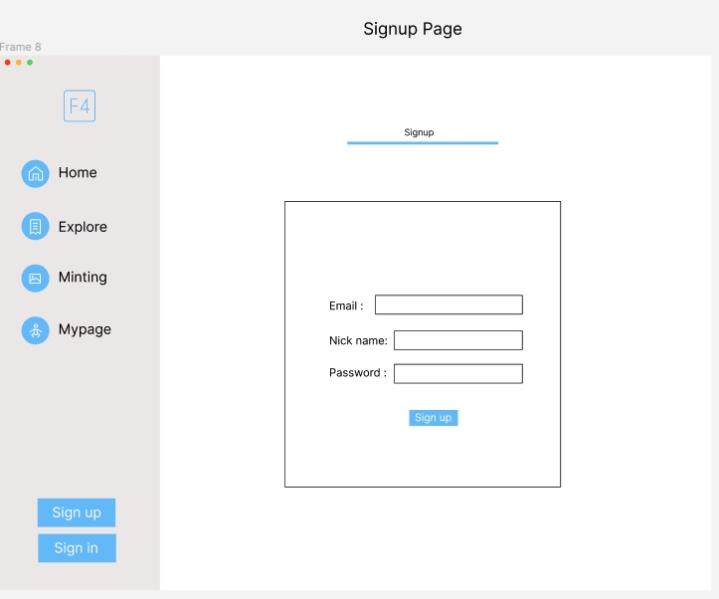 Signup Page
Frame 8
F4
Home
Explore
Minting
Mypage
Sign up
Sign in
Signup
Email :
Nick name:
Password :
Sign up